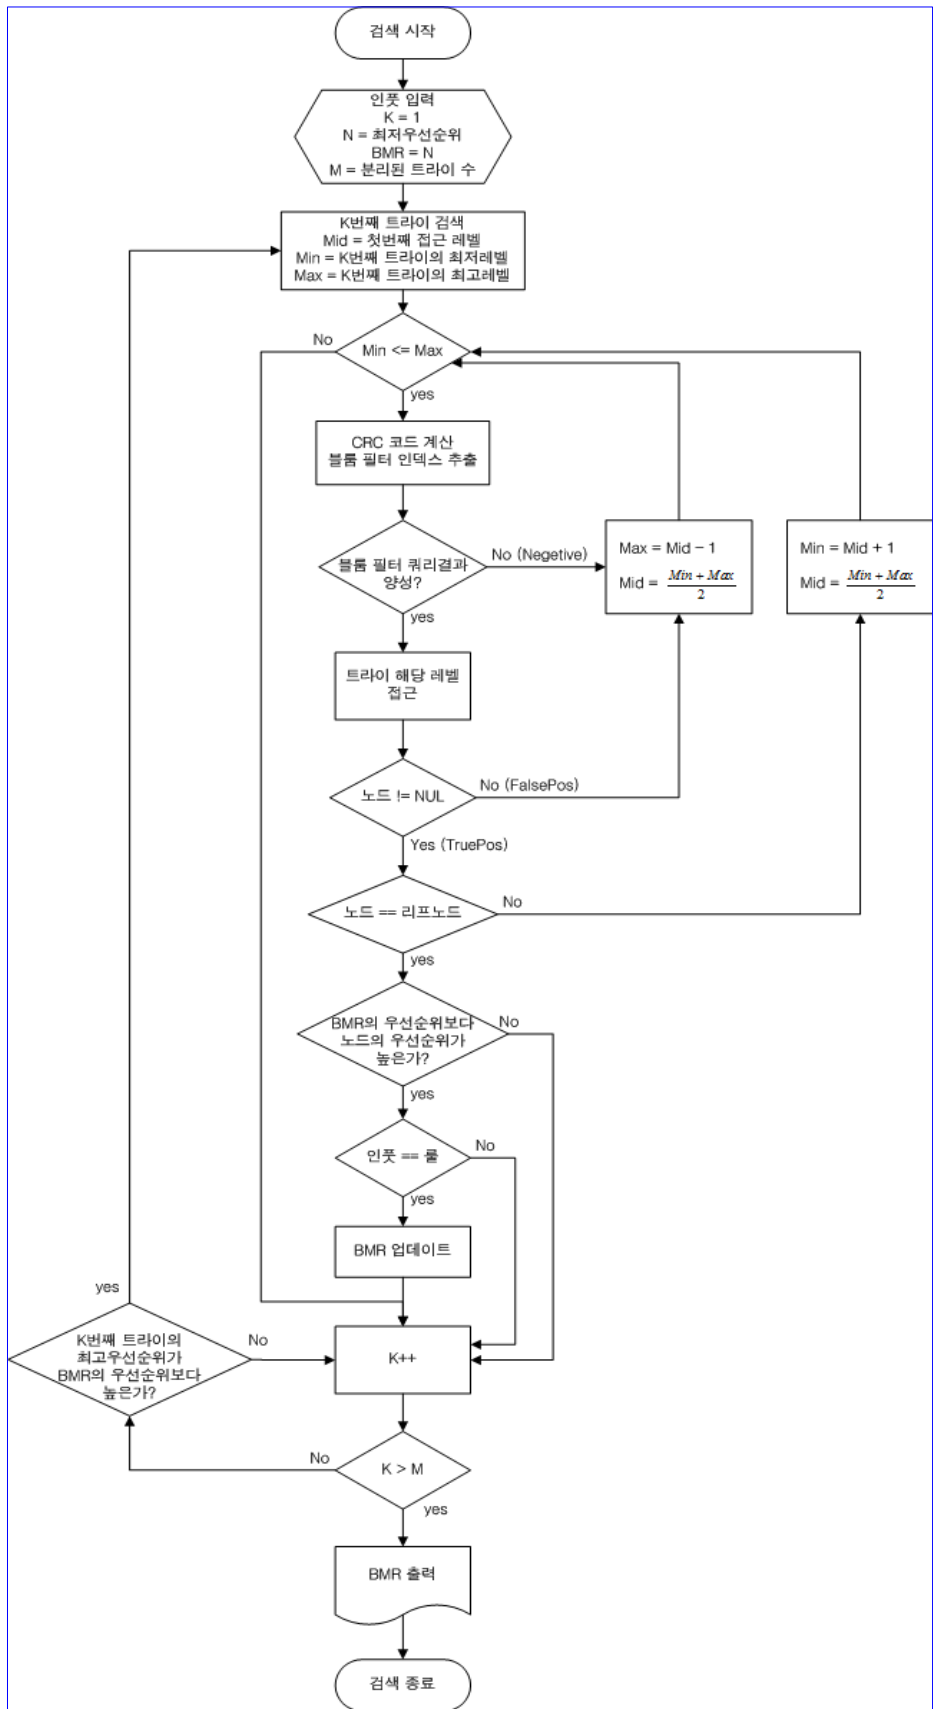 검색 시작
인풋 입력
K = 1
N = 최저우선순위
BMR = N
M = 분리된 트라이 수
K번째 트라이 검색
Mid = 첫번째 접근 레벨
Min = K번째 트라이의 최저레벨
Max = K번째 트라이의 최고레벨
No
Min <= Max
yes
CRC 코드 계산
블룸 필터 인덱스 추출
블룸 필터 쿼리결과
양성?
No (Negetive)
yes
Max = Mid - 1
Mid = Min + Max
2
Min = Mid + 1
Mid = Min + Max
2
트라이 해당 레벨
접근
노드 != NUL
No (FalsePos)
Yes (TruePos)
노드 == 리프노드
No
yes
BMR의 우선순위보다
노드의 우선순위가
높은가?
No
yes
인풋 == 룰
No
yes
BMR 업데이트
yes
K번째 트라이의
최고우선순위가
BMR의 우선순위보다
높은가?
No
K++
No
K > M
yes
BMR 출력
검색 종료